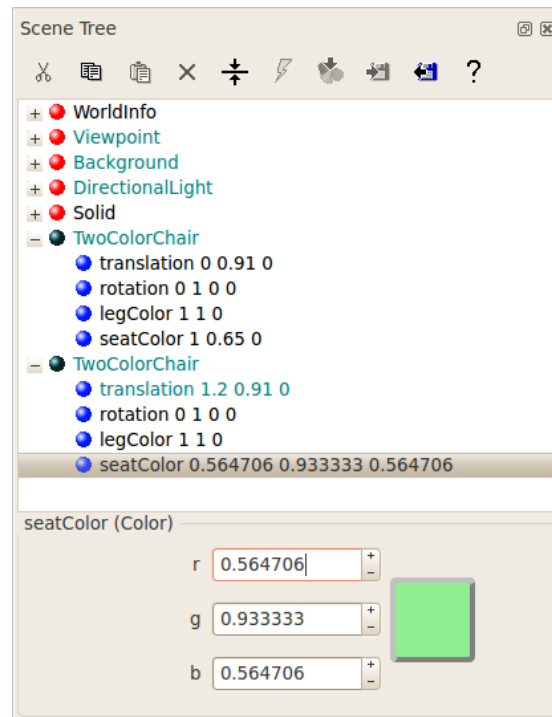 Scene Tree
?
WorldInfo
Viewpoint
Background
DirectionalLight
Solid
TwoColorChair
translation 0 0.91 0
rotation 0 1 0 0
legColor 1 1 0
seatColor 1 0.65 0
TwoColorChair
translation 1.2 0.91 0
rotation 0 1 0 0
legColor 1 1 0
seatColor 0.564706 0.933333 0.564706
seatColor (Color)
r 0.564706
g 0.933333
b 0.564706